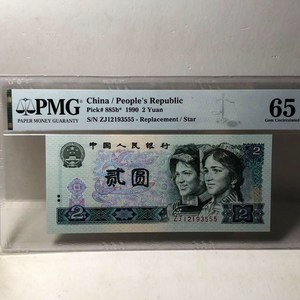 PMG
PAPER MONEY GUARANTY
China / People's Republic
Pick# 885b* 1990 2 Yuan
S/N ZJ12193555 - Replacement / Star
65
Gem Uncirculated
中国人民银行
2
贰圆
2
2
ZJ12193555